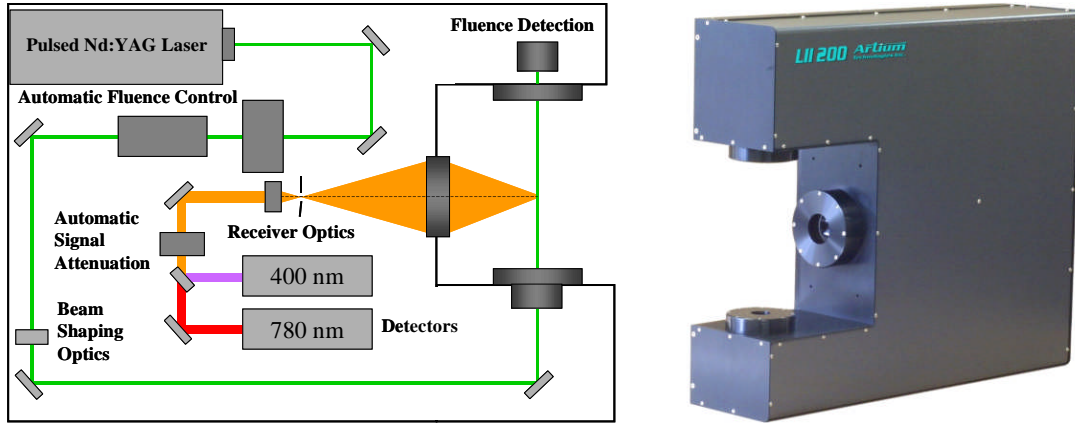 Pulsed Nd:YAG Laser
Fluence Detection
Automatic Fluence Control
Automatic
Signal
Attenuation
Receiver Optics
400 nm
780 nm
Detectors
Beam
Shaping
Optics
LII 200 Artium